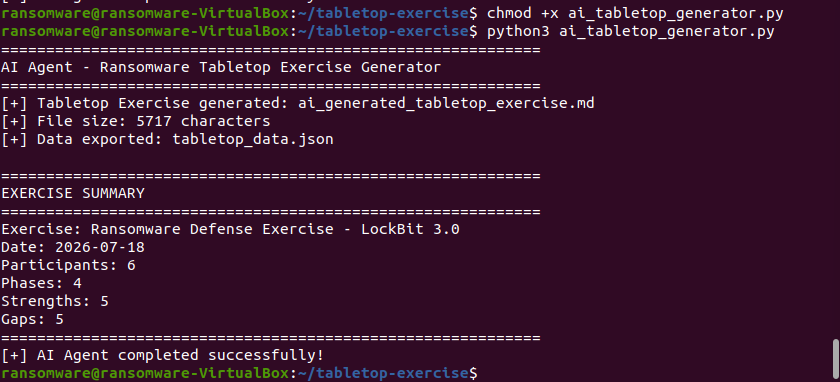 ransomware@ransomware-VirtualBox:~/tabletop-exercise$ chmod +x ai_tabletop_generator.py
ransomware@ransomware-VirtualBox:~/tabletop-exercise$ python3 ai_tabletop_generator.py
============================================================
AI Agent - Ransomware Tabletop Exercise Generator
============================================================
[+] Tabletop Exercise generated: ai_generated_tabletop_exercise.md
[+] File size: 5717 characters
[+] Data exported: tabletop_data.json
============================================================
EXERCISE SUMMARY
============================================================
Exercise: Ransomware Defense Exercise - LockBit 3.0
Date: 2026-07-18
Participants: 6
Phases: 4
Strengths: 5
Gaps: 5
============================================================
[+] AI Agent completed successfully!
ransomware@ransomware-VirtualBox:~/tabletop-exercise$